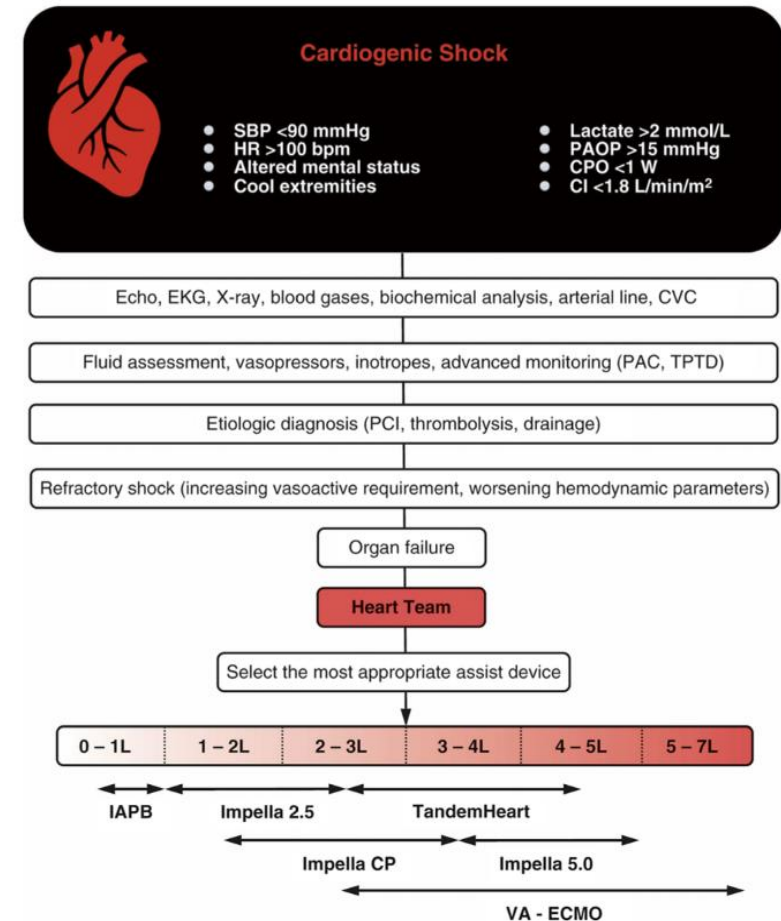 Cardiogenic Shock
SBP <90 mmHg
HR >100 bpm
Altered mental status
Cool extremities
Lactate >2 mmol/L
PAOP >15 mmHg
CPO <1 W
CI <1.8 L/min/m²
Echo, EKG, X-ray, blood gases, biochemical analysis, arterial line, CVC
Fluid assessment, vasopressors, inotropes, advanced monitoring (PAC, TPTD)
Etiologic diagnosis (PCI, thrombolysis, drainage)
Refractory shock (increasing vasoactive requirement, worsening hemodynamic parameters)
Organ failure
Heart Team
Select the most appropriate assist device
0 – 1L 1 – 2L 2 – 3L 3 – 4L 4 – 5L 5 – 7L
IAPB Impella 2.5 TandemHeart
Impella CP Impella 5.0
VA - ECMO